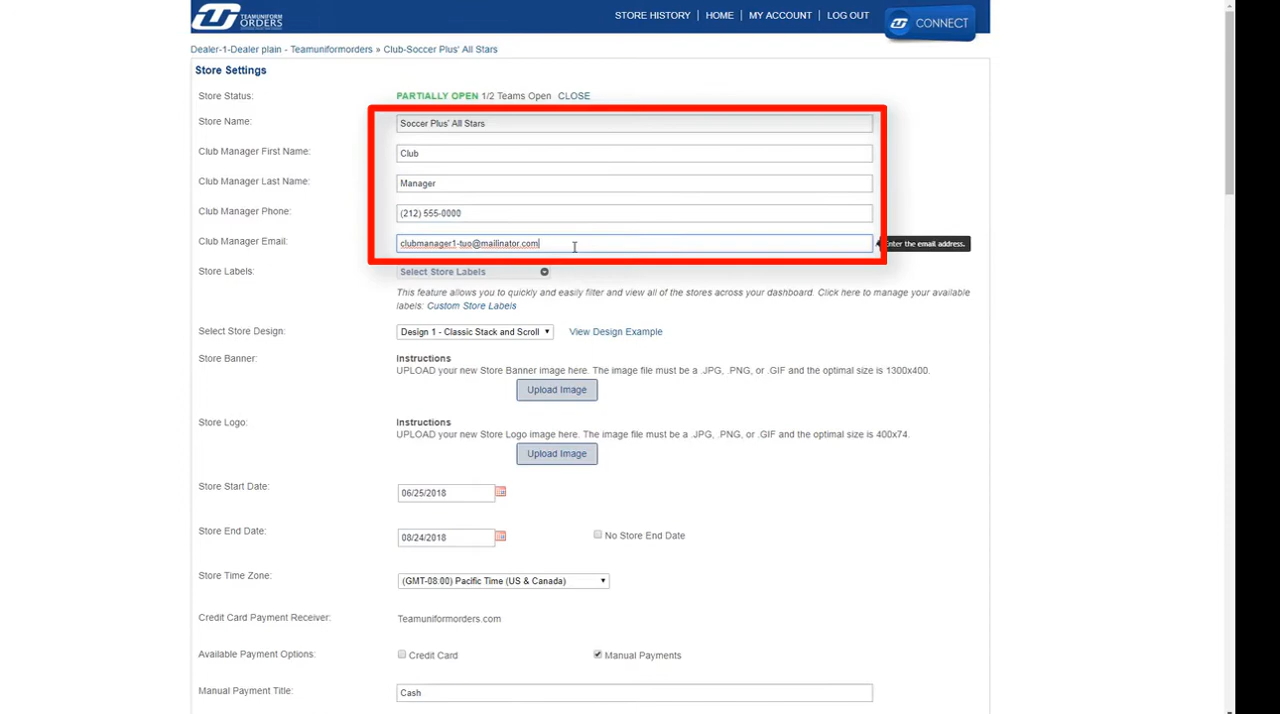 TEAMUNIFORM
ORDERS
STORE HISTORY | HOME | MY ACCOUNT | LOG OUT
CONNECT
Dealer-1-Dealer plain - Teamuniformorders » Club-Soccer Plus' All Stars
Store Settings
Store Status: PARTIALLY OPEN 1/2 Teams Open CLOSE
Store Name: Soccer Plus' All Stars
Club Manager First Name: Club
Club Manager Last Name: Manager
Club Manager Phone: (212) 555-0000
Club Manager Email: clubmanager1-tuo@mailinator.com Enter the email address.
Store Labels: Select Store Labels
This feature allows you to quickly and easily filter and view all of the stores across your dashboard. Click here to manage your available
labels: Custom Store Labels
Select Store Design: Design 1 - Classic Stack and Scroll View Design Example
Store Banner: Instructions
UPLOAD your new Store Banner image here. The image file must be a .JPG, .PNG, or .GIF and the optimal size is 1300x400.
Upload Image
Store Logo: Instructions
UPLOAD your new Store Logo image here. The image file must be a .JPG, .PNG, or .GIF and the optimal size is 400x74.
Upload Image
Store Start Date: 06/25/2018
Store End Date: 08/24/2018 No Store End Date
Store Time Zone: (GMT-08:00) Pacific Time (US & Canada)
Credit Card Payment Receiver: Teamuniformorders.com
Available Payment Options: Credit Card Manual Payments
Manual Payment Title: Cash